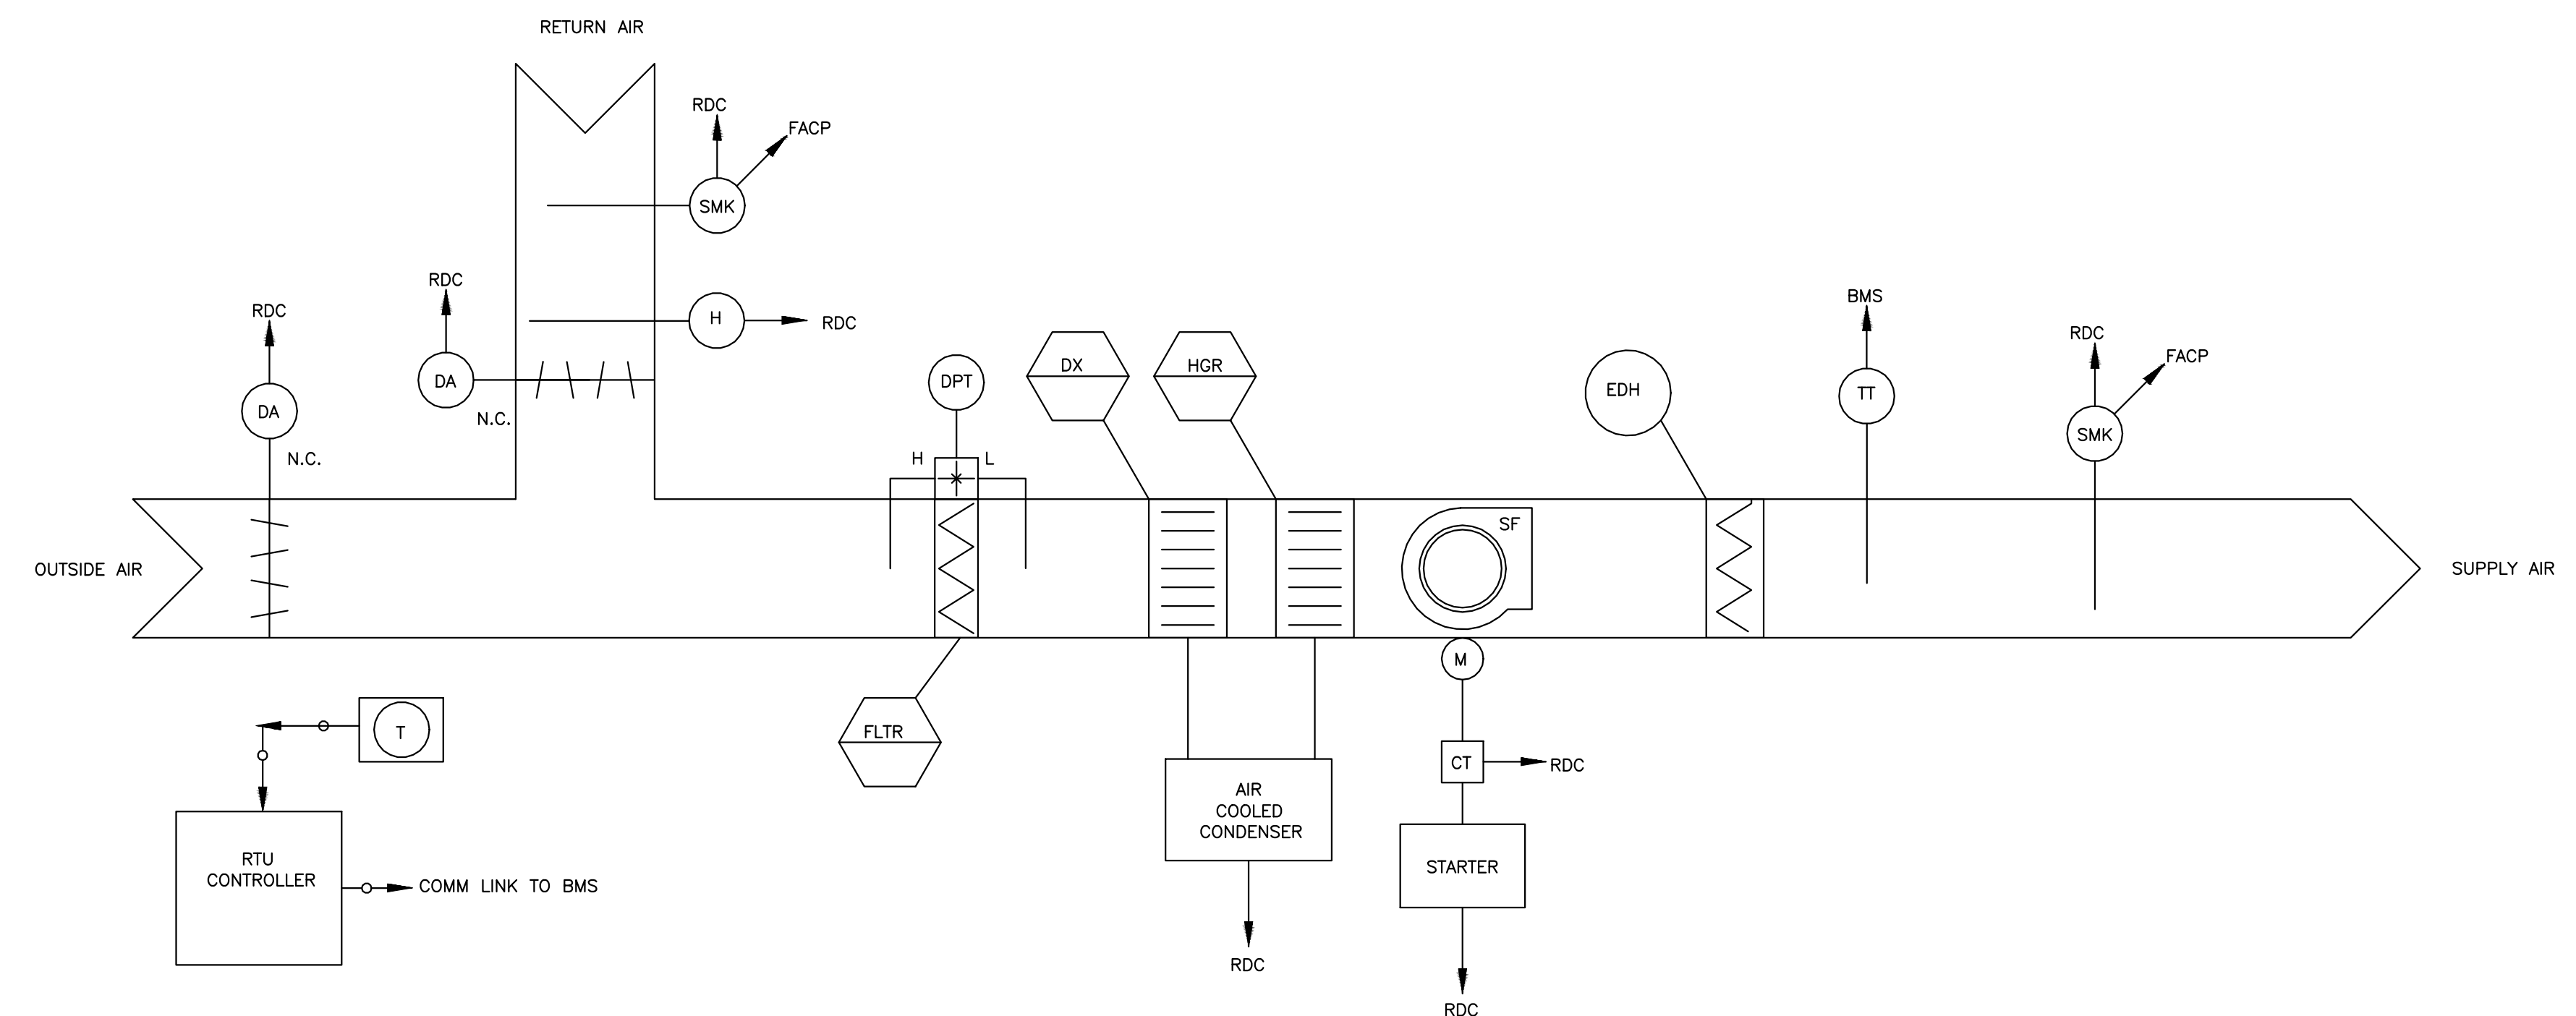 RETURN AIR
RDC
FACP
SMK
RDC
RDC
H
RDC
DA
N.C.
RDC
DA
N.C.
DPT
H
L
DX
HGR
EDH
BMS
TT
RDC
FACP
SMK
SF
OUTSIDE AIR
SUPPLY AIR
M
T
FLTR
CT
RDC
AIR
COOLED
CONDENSER
RTU
CONTROLLER
COMM LINK TO BMS
STARTER
RDC
RDC